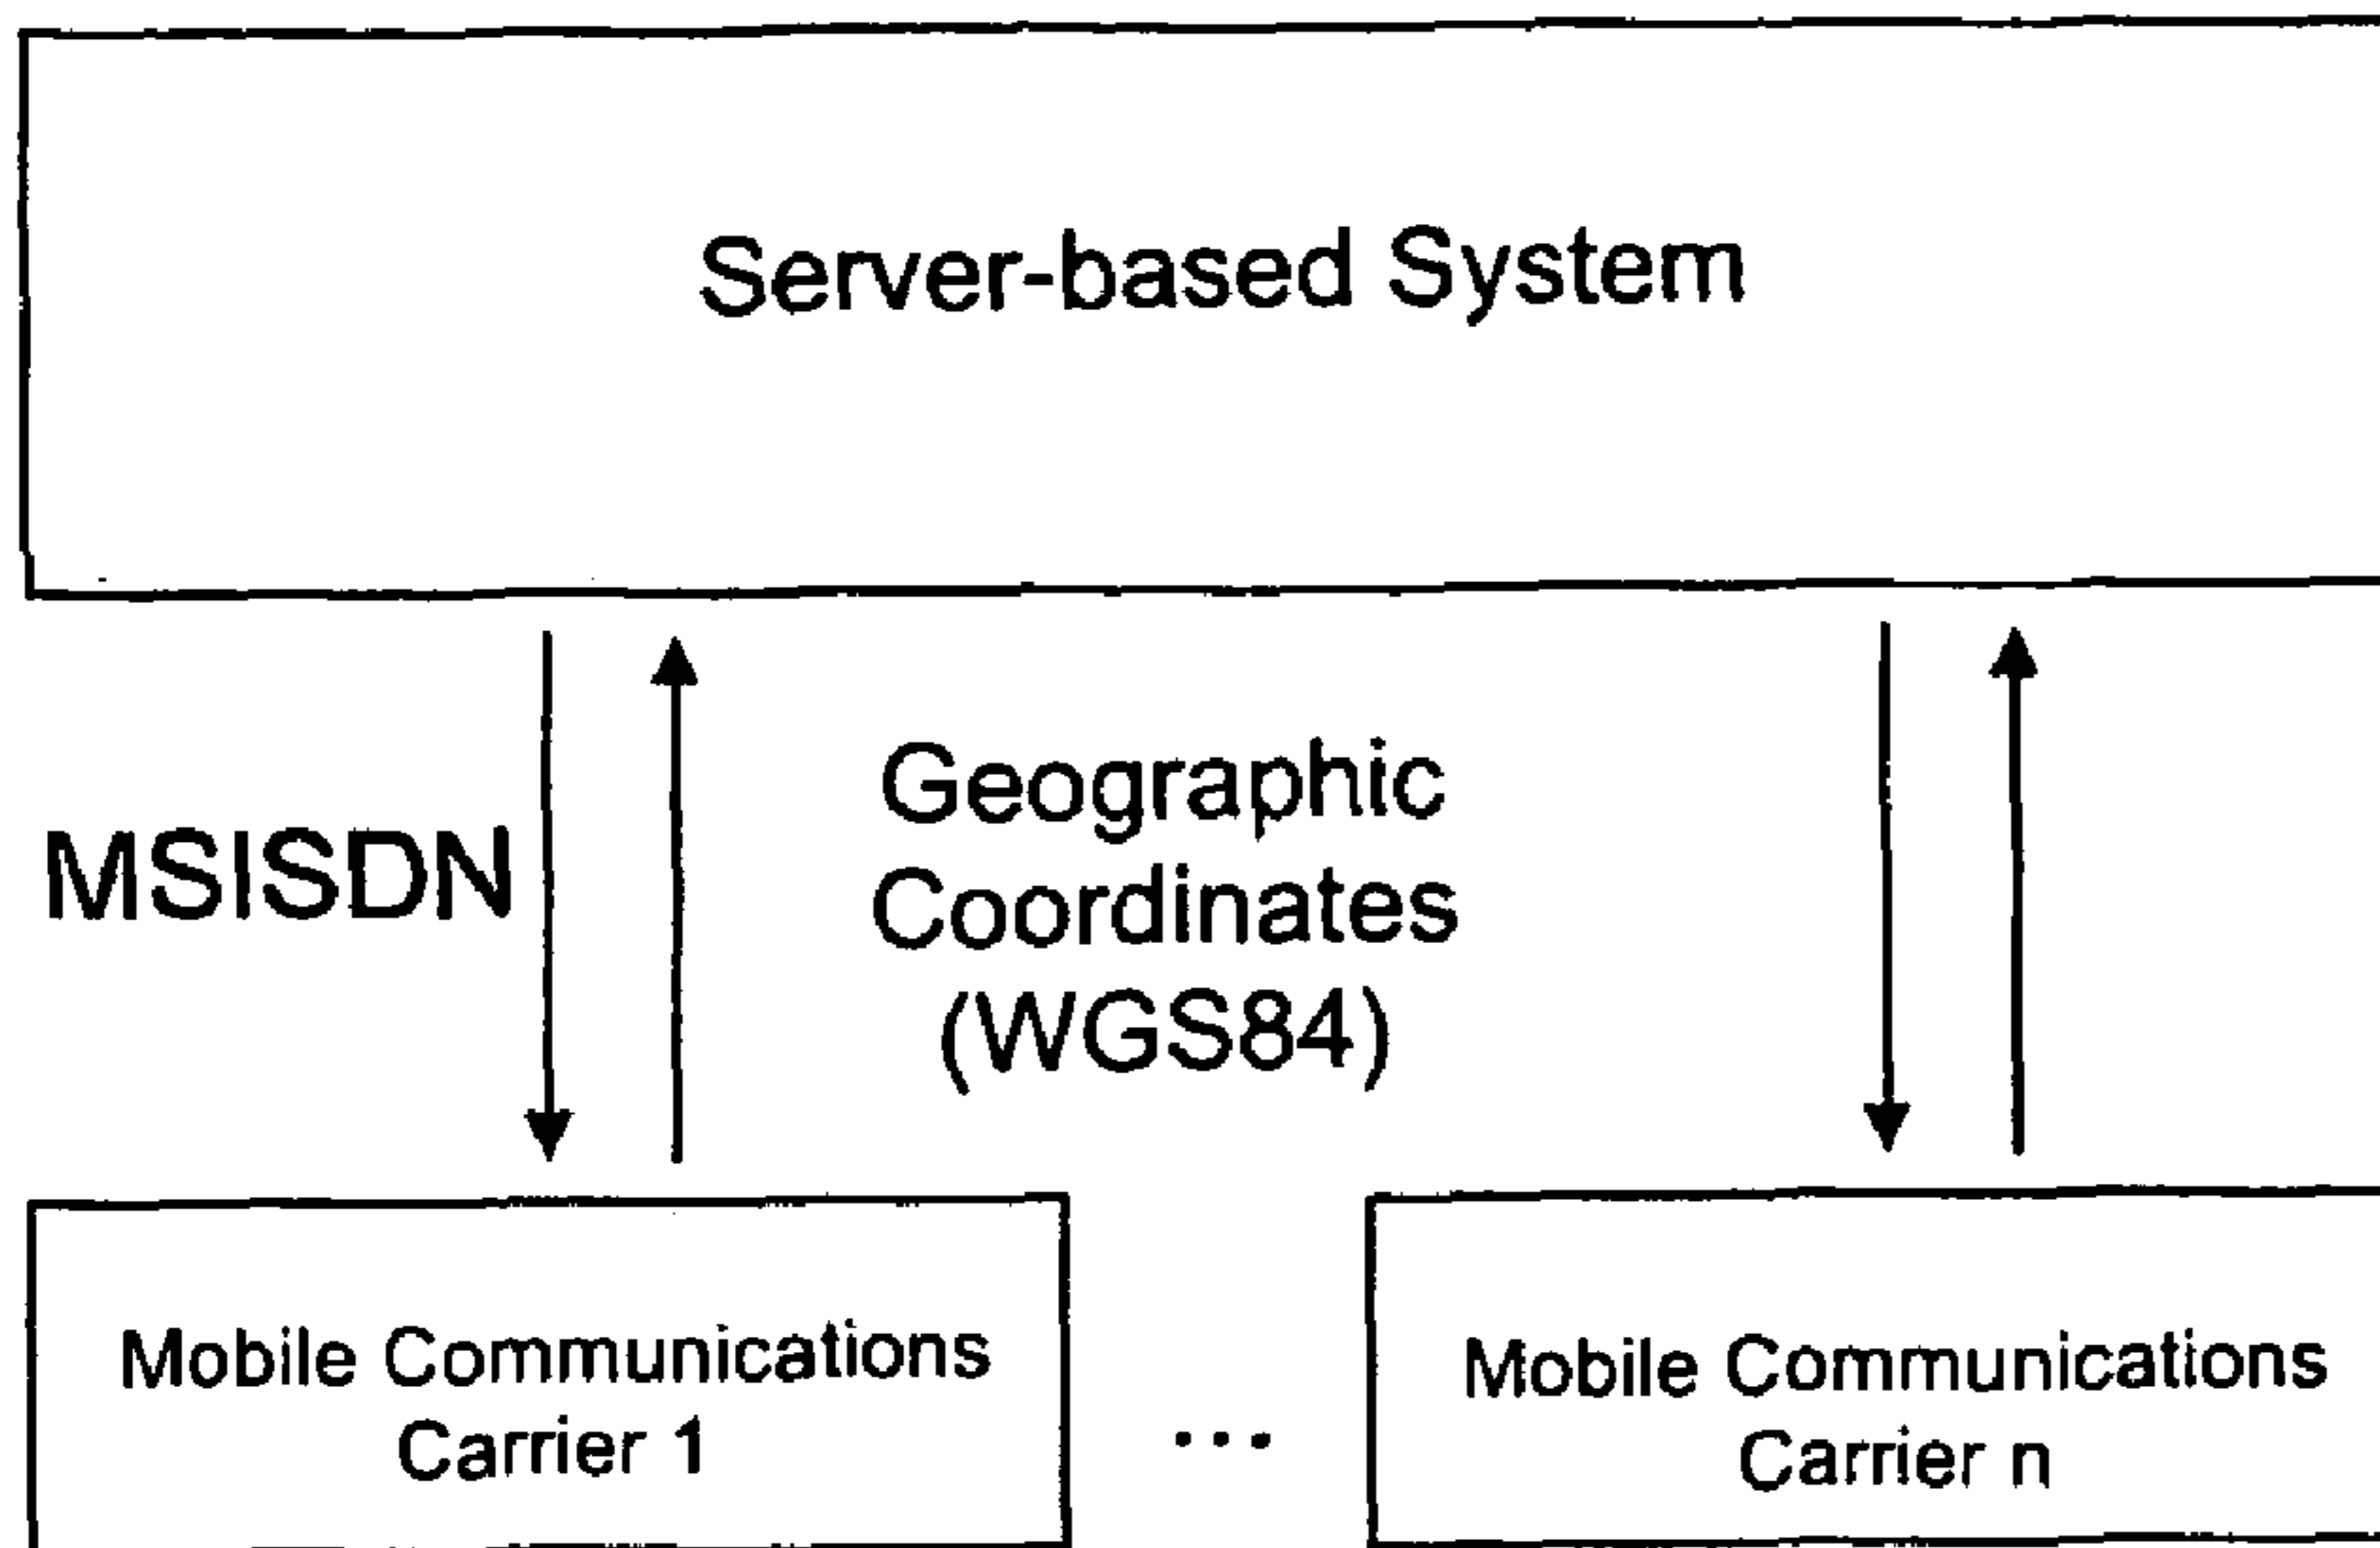 Server-based System
MSISDN
Geographic
Coordinates
(WGS84)
Mobile Communications
Carrier 1
...
Mobile Communications
Carrier n